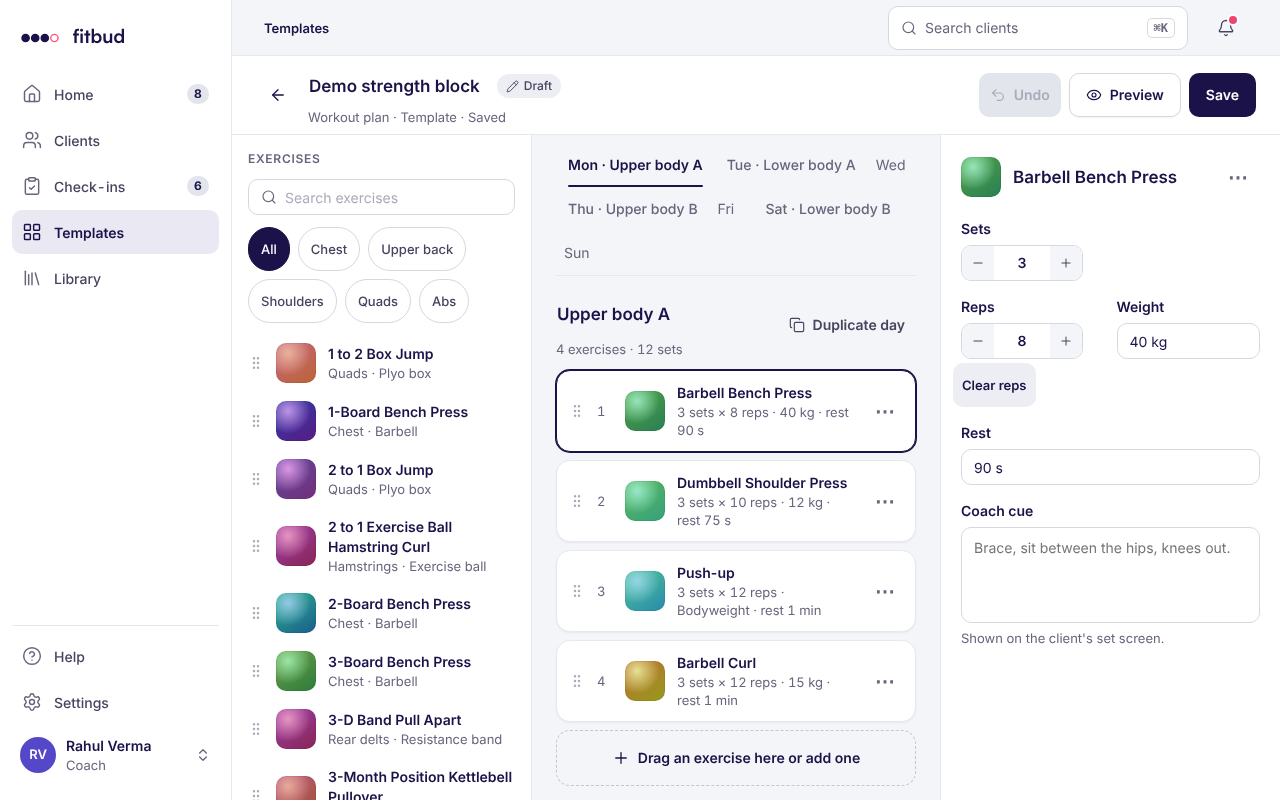 fitbud
Home 8
Clients
Check-ins 6
Templates
Library
Help
Settings
RV Rahul Verma
Coach
Templates
Search clients ⌘K
Demo strength block Draft
Workout plan · Template · Saved
Undo Preview Save
EXERCISES
Search exercises
All Chest Upper back
Shoulders Quads Abs
1 to 2 Box Jump
Quads · Plyo box
1-Board Bench Press
Chest · Barbell
2 to 1 Box Jump
Quads · Plyo box
2 to 1 Exercise Ball
Hamstring Curl
Hamstrings · Exercise ball
2-Board Bench Press
Chest · Barbell
3-Board Bench Press
Chest · Barbell
3-D Band Pull Apart
Rear delts · Resistance band
3-Month Position Kettlebell
Pullover
Mon · Upper body A Tue · Lower body A Wed
Thu · Upper body B Fri Sat · Lower body B
Sun
Upper body A
4 exercises · 12 sets
Duplicate day
1 Barbell Bench Press
3 sets × 8 reps · 40 kg · rest
90 s
2 Dumbbell Shoulder Press
3 sets × 10 reps · 12 kg ·
rest 75 s
3 Push-up
3 sets × 12 reps ·
Bodyweight · rest 1 min
4 Barbell Curl
3 sets × 12 reps · 15 kg ·
rest 1 min
+ Drag an exercise here or add one
Barbell Bench Press
Sets
− 3 +
Reps Weight
− 8 + 40 kg
Clear reps
Rest
90 s
Coach cue
Brace, sit between the hips, knees out.
Shown on the client's set screen.